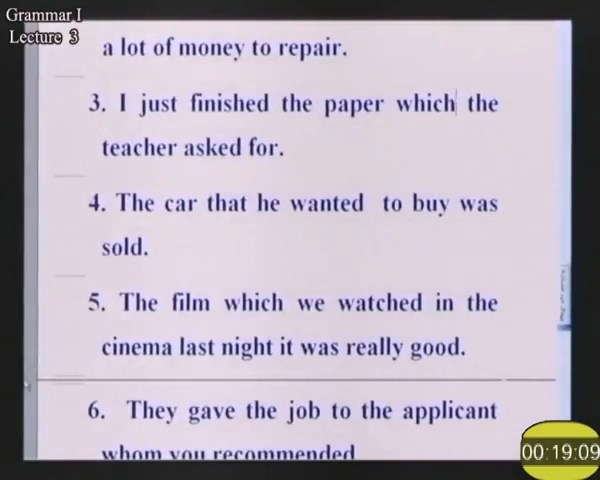 Grammar I
Lecture 3
a lot of money to repair.
3. I just finished the paper which the
teacher asked for.
4. The car that he wanted to buy was
sold.
5. The film which we watched in the
cinema last night it was really good.
6. They gave the job to the applicant
whom you recommended
00:19:09